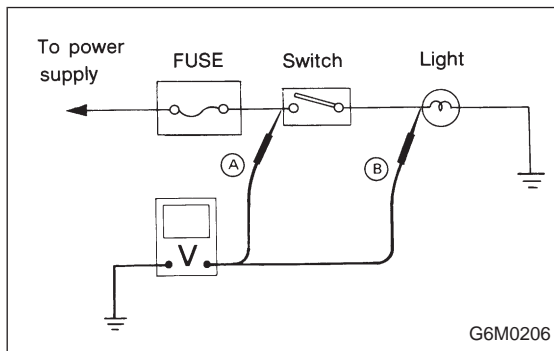 To power
supply
FUSE
Switch
Light
A
B
V
G6M0206